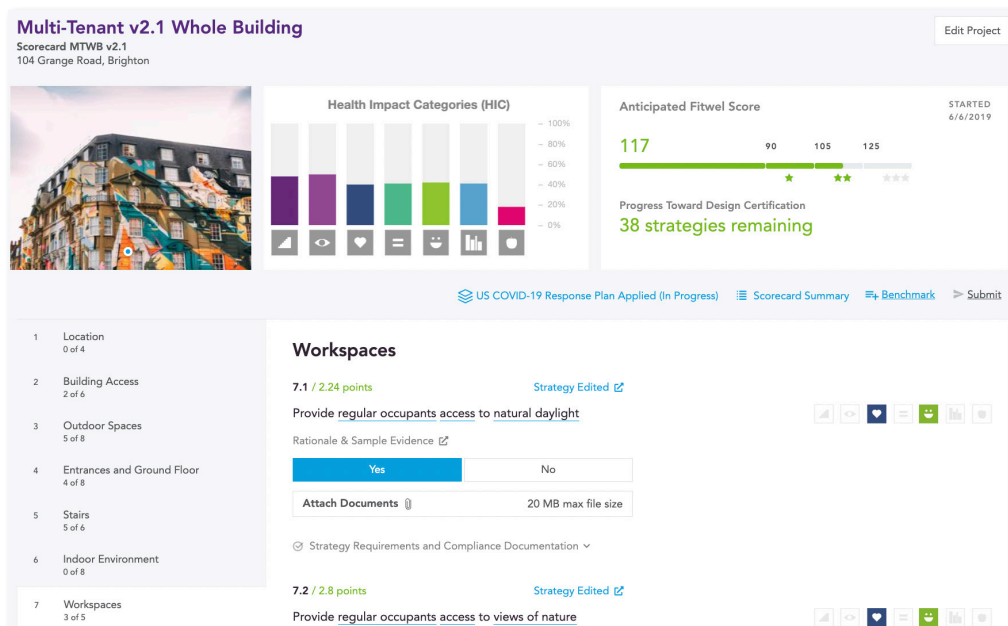 Multi-Tenant v2.1 Whole Building
Scorecard MTWB v2.1
104 Grange Road, Brighton
Edit Project
Health Impact Categories (HIC)
100%
80%
60%
40%
20%
0%
Anticipated Fitwel Score
STARTED
6/6/2019
117
90 105 125
Progress Toward Design Certification
38 strategies remaining
US COVID-19 Response Plan Applied (In Progress) Scorecard Summary Benchmark Submit
1 Location
0 of 4
2 Building Access
2 of 6
3 Outdoor Spaces
5 of 8
4 Entrances and Ground Floor
4 of 8
5 Stairs
5 of 6
6 Indoor Environment
0 of 8
7 Workspaces
3 of 5
Workspaces
7.1 / 2.24 points Strategy Edited
Provide regular occupants access to natural daylight
Rationale & Sample Evidence
Yes No
Attach Documents 20 MB max file size
Strategy Requirements and Compliance Documentation
7.2 / 2.8 points Strategy Edited
Provide regular occupants access to views of nature